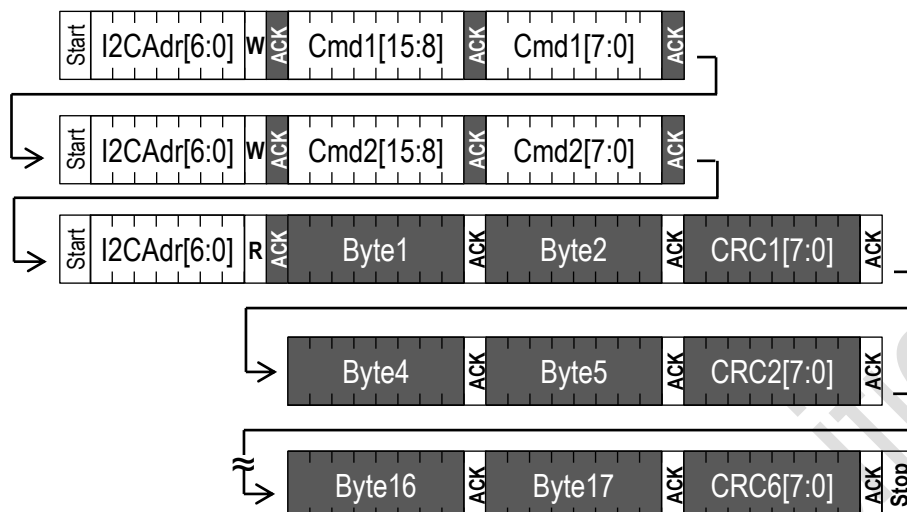 Start I2CAdr[6:0] W ACK Cmd1[15:8] ACK Cmd1[7:0] ACK
Start I2CAdr[6:0] W ACK Cmd2[15:8] ACK Cmd2[7:0] ACK
Start I2CAdr[6:0] R ACK Byte1 ACK Byte2 ACK CRC1[7:0] ACK
Byte4 ACK Byte5 ACK CRC2[7:0] ACK
≈ Byte16 ACK Byte17 ACK CRC6[7:0] ACK Stop